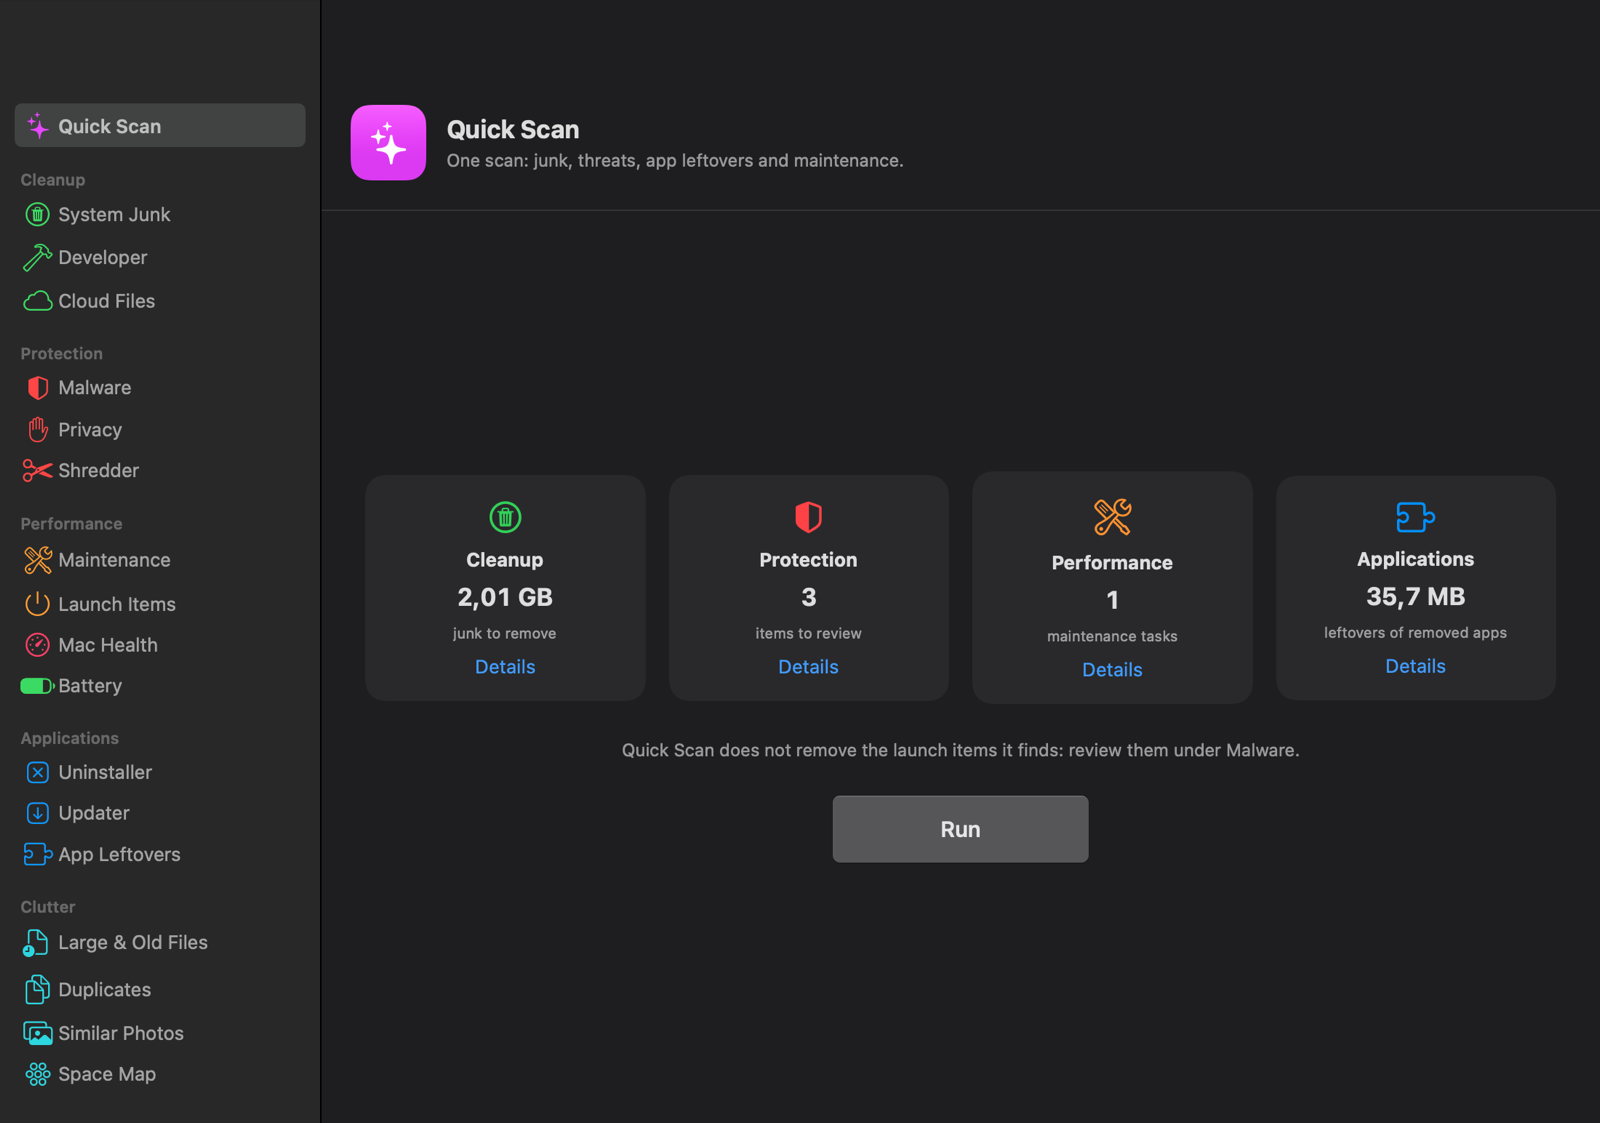 Quick Scan
Cleanup
System Junk
Developer
Cloud Files
Protection
Malware
Privacy
Shredder
Performance
Maintenance
Launch Items
Mac Health
Battery
Applications
Uninstaller
Updater
App Leftovers
Clutter
Large & Old Files
Duplicates
Similar Photos
Space Map
Quick Scan
One scan: junk, threats, app leftovers and maintenance.
Cleanup
2,01 GB
junk to remove
Details
Protection
3
items to review
Details
Performance
1
maintenance tasks
Details
Applications
35,7 MB
leftovers of removed apps
Details
Quick Scan does not remove the launch items it finds: review them under Malware.
Run